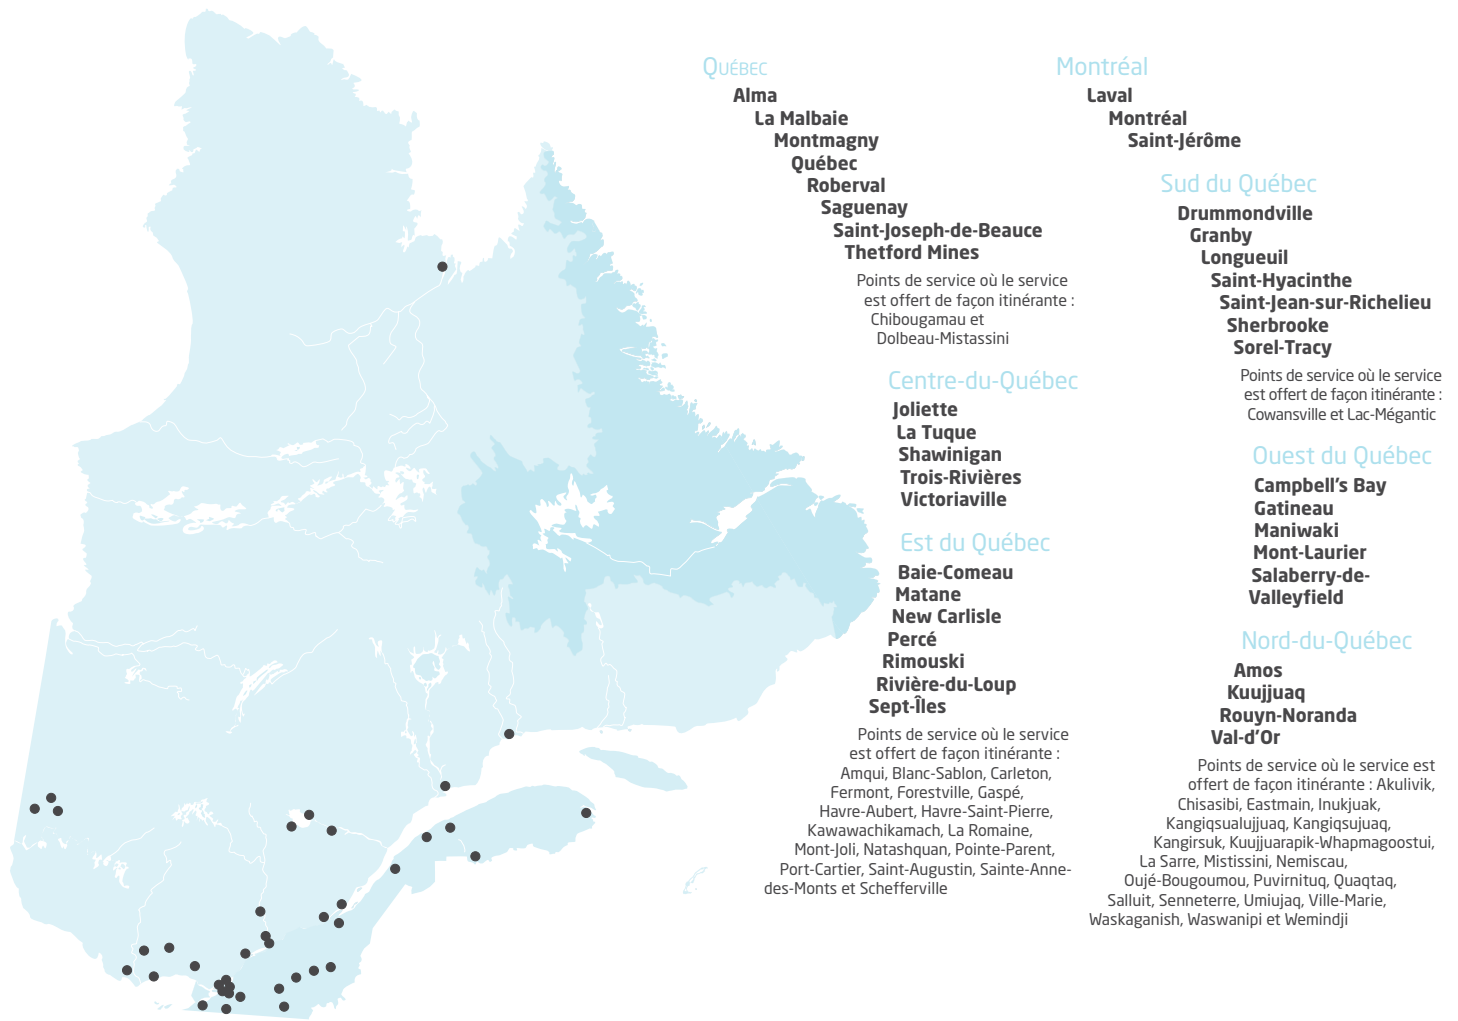 QUÉBEC
Alma
La Malbaie
Montmagny
Québec
Roberval
Saguenay
Saint-Joseph-de-Beauce
Thetford Mines
Points de service où le service
est offert de façon itinérante :
Chibougamau et
Dolbeau-Mistassini
Centre-du-Québec
Joliette
La Tuque
Shawinigan
Trois-Rivières
Victoriaville
Est du Québec
Baie-Comeau
Matane
New Carlisle
Percé
Rimouski
Rivière-du-Loup
Sept-Îles
Points de service où le service
est offert de façon itinérante :
Amqui, Blanc-Sablon, Carleton,
Fermont, Forestville, Gaspé,
Havre-Aubert, Havre-Saint-Pierre,
Kawawachikamach, La Romaine,
Mont-Joli, Natashquan, Pointe-Parent,
Port-Cartier, Saint-Augustin, Sainte-Anne-
des-Monts et Schefferville
Montréal
Laval
Montréal
Saint-Jérôme
Sud du Québec
Drummondville
Granby
Longueuil
Saint-Hyacinthe
Saint-Jean-sur-Richelieu
Sherbrooke
Sorel-Tracy
Points de service où le service
est offert de façon itinérante :
Cowansville et Lac-Mégantic
Ouest du Québec
Campbell's Bay
Gatineau
Maniwaki
Mont-Laurier
Salaberry-de-
Valleyfield
Nord-du-Québec
Amos
Kuujjuaq
Rouyn-Noranda
Val-d'Or
Points de service où le service est
offert de façon itinérante : Akulivik,
Chisasibi, Eastmain, Inukjuak,
Kangiqsualujjuaq, Kangiqsujuaq,
Kangirsuk, Kuujjuarapik-Whapmagoostui,
La Sarre, Mistissini, Nemiscau,
Oujé-Bougoumou, Puvirnituq, Quaqtaq,
Salluit, Senneterre, Umiujaq, Ville-Marie,
Waskaganish, Waswanipi et Wemindji